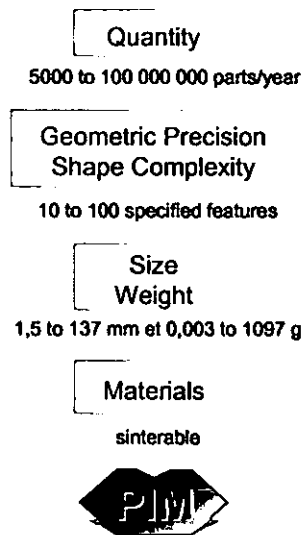 Quantity
5000 to 100 000 000 parts/year
Geometric Precision
Shape Complexity
10 to 100 specified features
Size
Weight
1,5 to 137 mm et 0,003 to 1097 g
Materials
sinterable
PIM